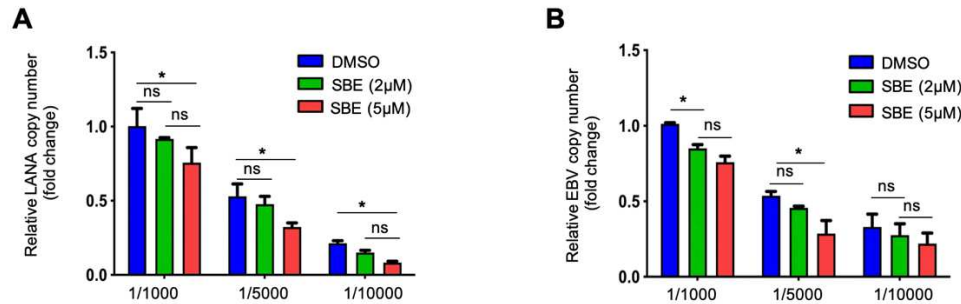 A
Relative LANA copy number
(fold change)
1.5
1.0
0.5
0.0
DMSO
SBE (2µM)
SBE (5µM)
*
ns
ns
*
ns
*
ns
1/1000
1/5000
1/10000
B
Relative EBV copy number
(fold change)
1.5
1.0
0.5
0.0
DMSO
SBE (2µM)
SBE (5µM)
*
ns
*
ns
ns
ns
1/1000
1/5000
1/10000